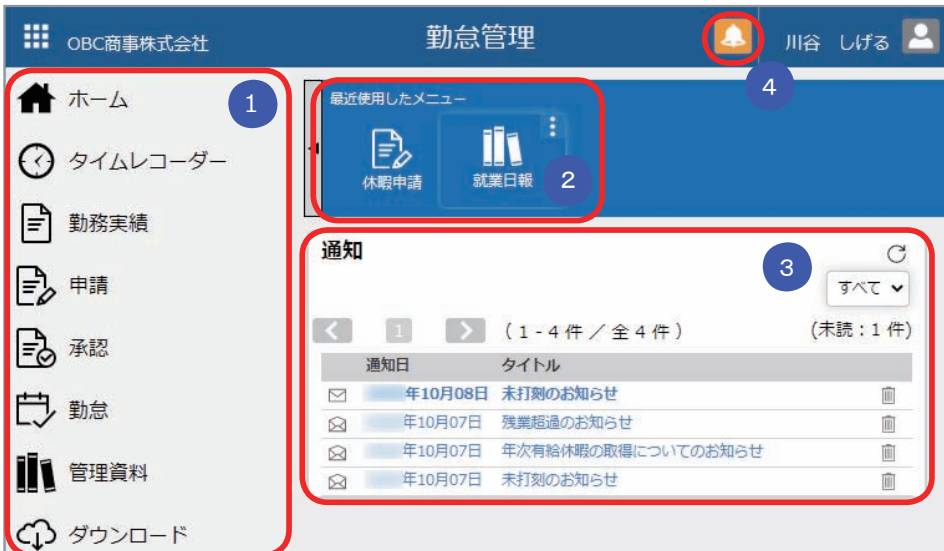 OBC商事株式会社
勤怠管理
川谷 しげる
4
ホーム
1
タイムレコーダー
勤務実績
申請
承認
勤怠
管理資料
ダウンロード
最近使用したメニュー
休暇申請
就業日報
2
通知
3
すべて
1
(1-4件/全4件)
(未読:1件)
通知日 タイトル
年10月08日 未打刻のお知らせ
年10月07日 残業超過のお知らせ
年10月07日 年次有給休暇の取得についてのお知らせ
年10月07日 未打刻のお知らせ